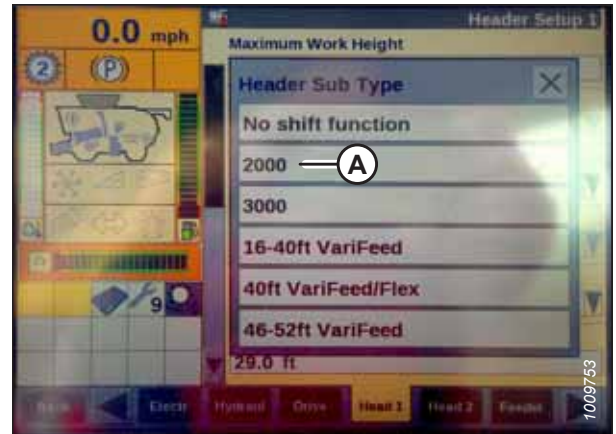 0.0 mph
Header Setup 1
Maximum Work Height
2
(P)
Header Sub Type
No shift function
2000
A
3000
16-40ft VariFeed
40ft VariFeed/Flex
46-52ft VariFeed
9
29.0 ft
Back
Electr
Hydraul
Drive
Head 1
Head 2
Feeder
1009753